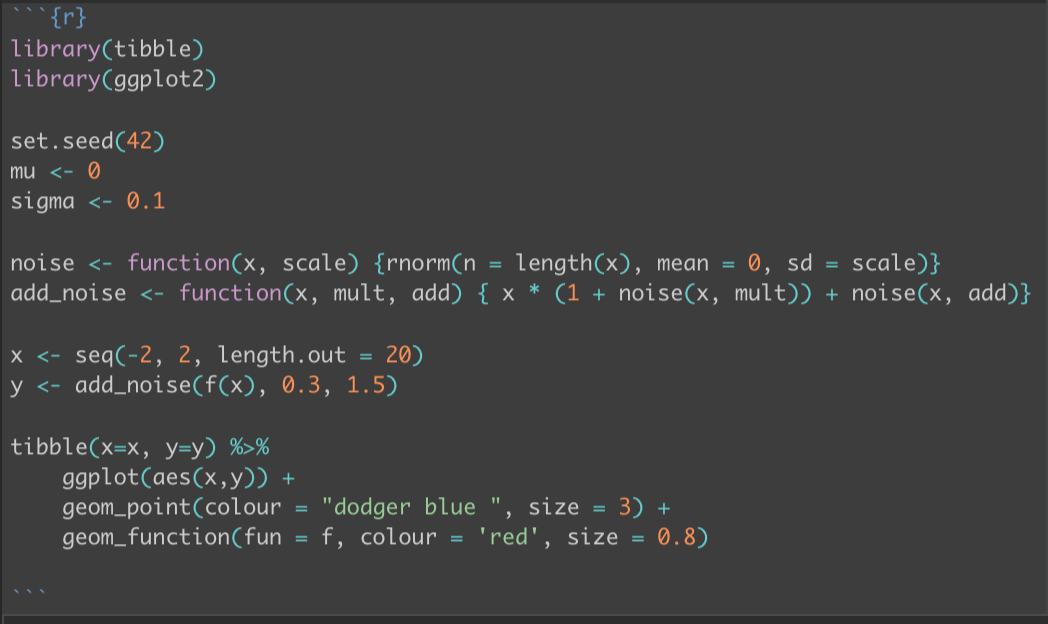 ```{r}
library(tibble)
library(ggplot2)

set.seed(42)
mu <- 0
sigma <- 0.1

noise <- function(x, scale) {rnorm(n = length(x), mean = 0, sd = scale)}
add_noise <- function(x, mult, add) { x * (1 + noise(x, mult)) + noise(x, add)}

x <- seq(-2, 2, length.out = 20)
y <- add_noise(f(x), 0.3, 1.5)

tibble(x=x, y=y) %>%
    ggplot(aes(x,y)) +
    geom_point(colour = "dodger blue ", size = 3) +
    geom_function(fun = f, colour = 'red', size = 0.8)

```